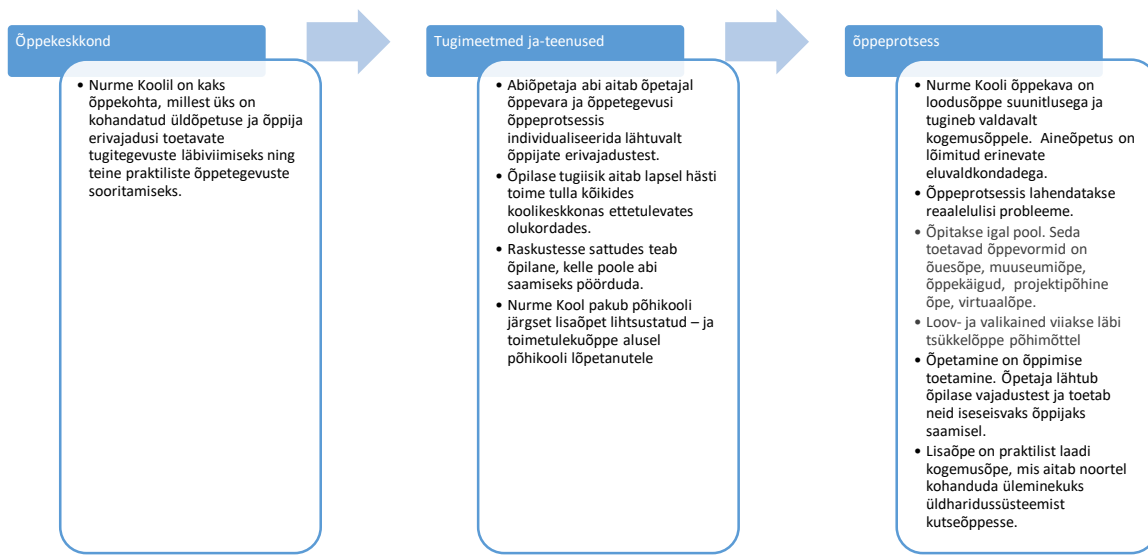 Õppekeskkond
• Nurme Koolil on kaks
õppekohta, millest üks on
kohandatud üldõpetuse ja õppija
erivajadusi toetavate
tugitegevuste läbiviimiseks ning
teine praktiliste õppetegevuste
sooritamiseks.
Tugimeetmed ja-teenused
• Abiõpetaja abi aitab õpetajal
õppevara ja õppetegevusi
õppeprotsessis
individualiseerida lähtuvalt
õppijate erivajadustest.
• Õpilase tugiisik aitab lapsel hästi
toime tulla kõikides
koolikeskkonas ettetulevates
olukordades.
• Raskustesse sattudes teab
õpilane, kelle poole abi
saamiseks pöörduda.
• Nurme Kool pakub põhikooli
järgset lisaõpet lihtsustatud – ja
toimetulekuõppe alusel
põhikooli lõpetanutele
õppeprotsess
• Nurme Kooli õppekava on
loodusõppe suunitlusega ja
tugineb valdavalt
kogemusõppele. Aineõpetus on
lõimitud erinevate
eluvaldkondadega.
• Õppeprotsessis lahendatakse
reaalelulisi probleeme.
• Õpitakse igal pool. Seda
toetavad õppevormid on
õuesõpe, muuseumiõpe,
õppekäigud, projektipõhine
õpe, virtuaalõpe.
• Loov- ja valikained viiakse läbi
tsükkelõppe põhimõttel
• Õpetamine on õppimise
toetamine. Õpetaja lähtub
õpilase vajadustest ja toetab
neid iseseisvaks õppijaks
saamisel.
• Lisaõpe on praktilist laadi
kogemusõpe, mis aitab noortel
kohanduda üleminekuks
üldharidussüsteemist
kutseõppesse.